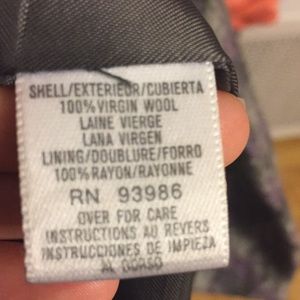 SHELL/EXTERIEUR/CUBIERTA
100% VIRGIN WOOL
LAINE VIERGE
LANA VIRGEN
LINING/DOUBLURE/FORRO
100% RAYON/RAYONNE
RN 93986
OVER FOR CARE
INSTRUCTIONS AU REVERS
INSTRUCCIONES DE IMPIEZA
AL DORSO